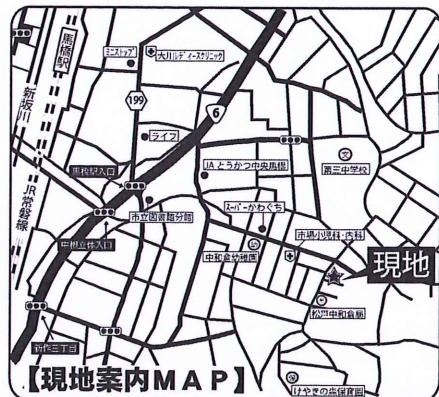 ミニストップ
大川レディースクリニック
馬橋駅
199
6
新坂川
ライフ
JAとうかつ中央馬橋
第三中学校
馬橋駅入口
JR常磐線
市立図書館分館
スーパーかわぐち
中根立体入口
中和倉幼稚園
市場小児科・内科
現地
松戸中和倉局
新作三丁目
【現地案内MAP】
けやきの森保育園